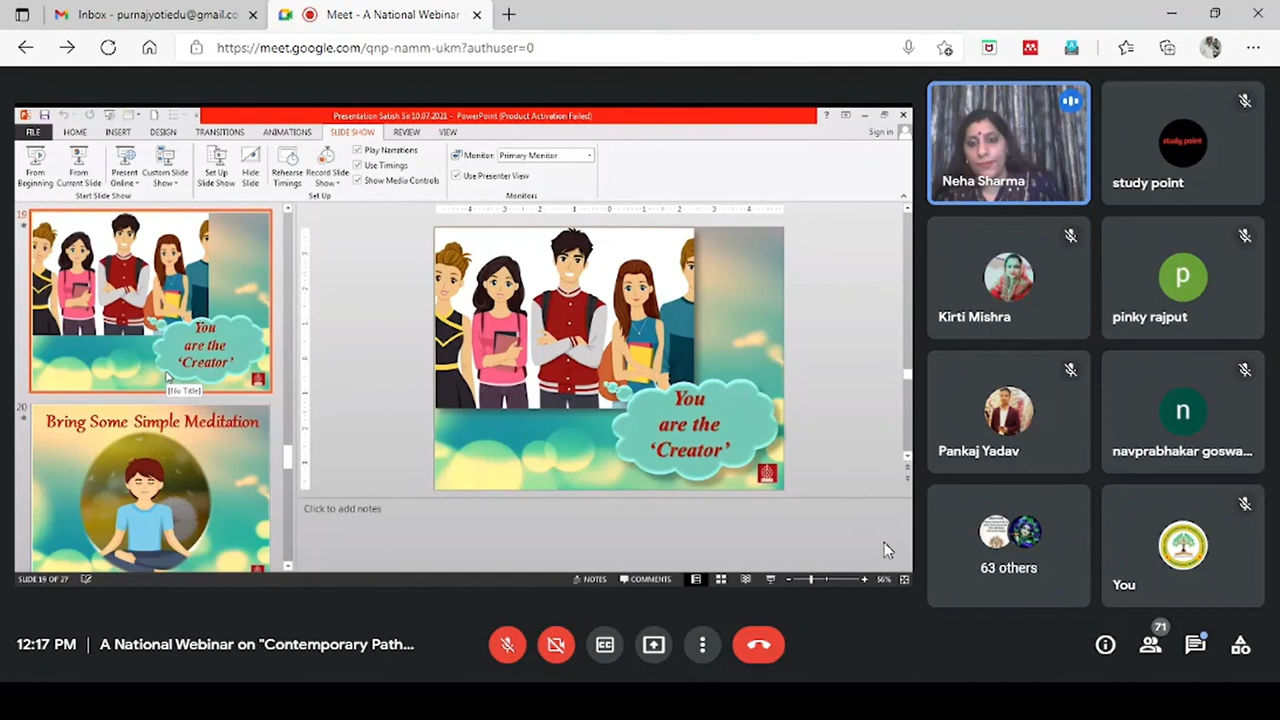 Inbox - purnajyotiedu@gmail.co
Meet - A National Webinar
https://meet.google.com/qnp-namm-ukm?authuser=0
Presentation Satish Sir 10.07.2021 - PowerPoint (Product Activation Failed)
FILE HOME INSERT DESIGN TRANSITIONS ANIMATIONS SLIDE SHOW REVIEW VIEW
Sign in
From Beginning
From Current Slide
Present Online
Custom Slide Show
Set Up Slide Show
Hide Slide
Rehearse Timings
Record Slide Show
Play Narrations
Use Timings
Show Media Controls
Monitor: Primary Monitor
Use Presenter View
Start Slide Show
Set Up
Monitors
19
You
are the
‘Creator’
[No Title]
20
Bring Some Simple Meditation
You
are the
‘Creator’
Click to add notes
SLIDE 19 OF 27
NOTES
COMMENTS
56%
Neha Sharma
study point
study point
Kirti Mishra
p
pinky rajput
Pankaj Yadav
n
navprabhakar goswa...
63 others
You
12:17 PM | A National Webinar on "Contemporary Path...
CC
71